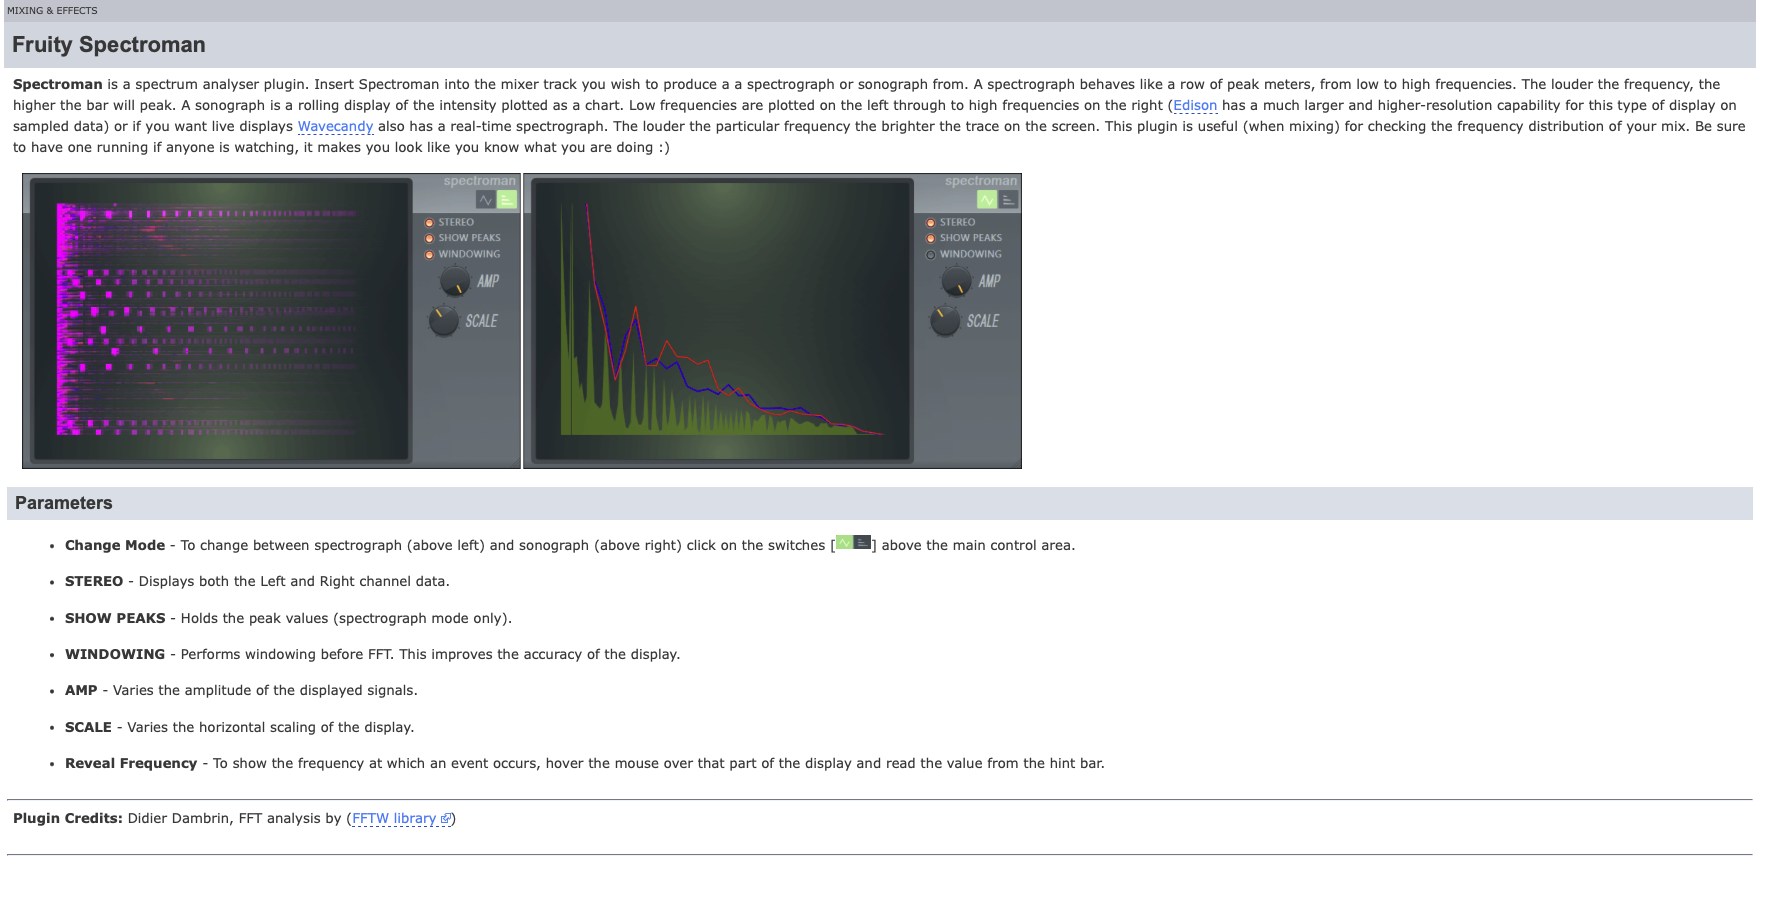 MIXING & EFFECTS
Fruity Spectroman
Spectroman is a spectrum analyser plugin. Insert Spectroman into the mixer track you wish to produce a a spectrograph or sonograph from. A spectrograph behaves like a row of peak meters, from low to high frequencies. The louder the frequency, the
higher the bar will peak. A sonograph is a rolling display of the intensity plotted as a chart. Low frequencies are plotted on the left through to high frequencies on the right (Edison has a much larger and higher-resolution capability for this type of display on
sampled data) or if you want live displays Wavecandy also has a real-time spectrograph. The louder the particular frequency the brighter the trace on the screen. This plugin is useful (when mixing) for checking the frequency distribution of your mix. Be sure
to have one running if anyone is watching, it makes you look like you know what you are doing :)
spectroman
STEREO
SHOW PEAKS
WINDOWING
AMP
SCALE
spectroman
STEREO
SHOW PEAKS
WINDOWING
AMP
SCALE
Parameters
• Change Mode - To change between spectrograph (above left) and sonograph (above right) click on the switches [ ] above the main control area.
• STEREO - Displays both the Left and Right channel data.
• SHOW PEAKS - Holds the peak values (spectrograph mode only).
• WINDOWING - Performs windowing before FFT. This improves the accuracy of the display.
• AMP - Varies the amplitude of the displayed signals.
• SCALE - Varies the horizontal scaling of the display.
• Reveal Frequency - To show the frequency at which an event occurs, hover the mouse over that part of the display and read the value from the hint bar.
Plugin Credits: Didier Dambrin, FFT analysis by (FFTW library)